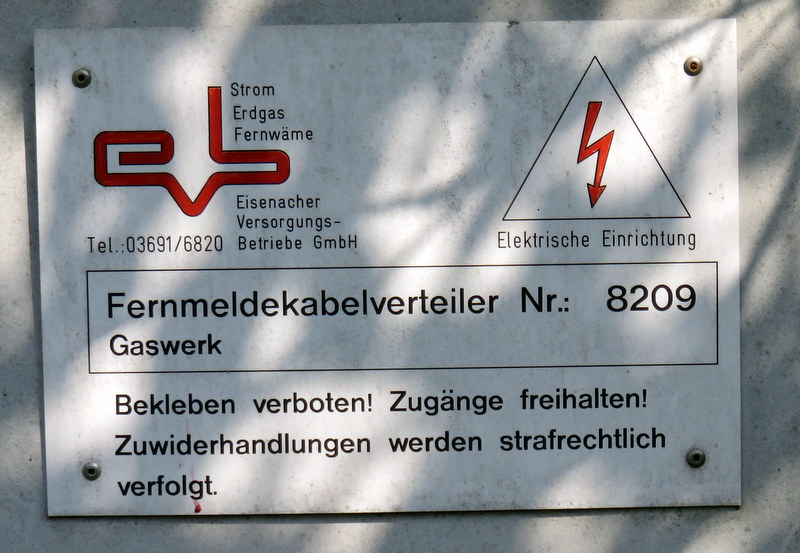 evb
Strom
Erdgas
Fernwäme
Eisenacher
Versorgungs-
Tel.:03691/6820 Betriebe GmbH
Elektrische Einrichtung
Fernmeldekabelverteiler Nr.: 8209
Gaswerk
Bekleben verboten! Zugänge freihalten!
Zuwiderhandlungen werden strafrechtlich
verfolgt.